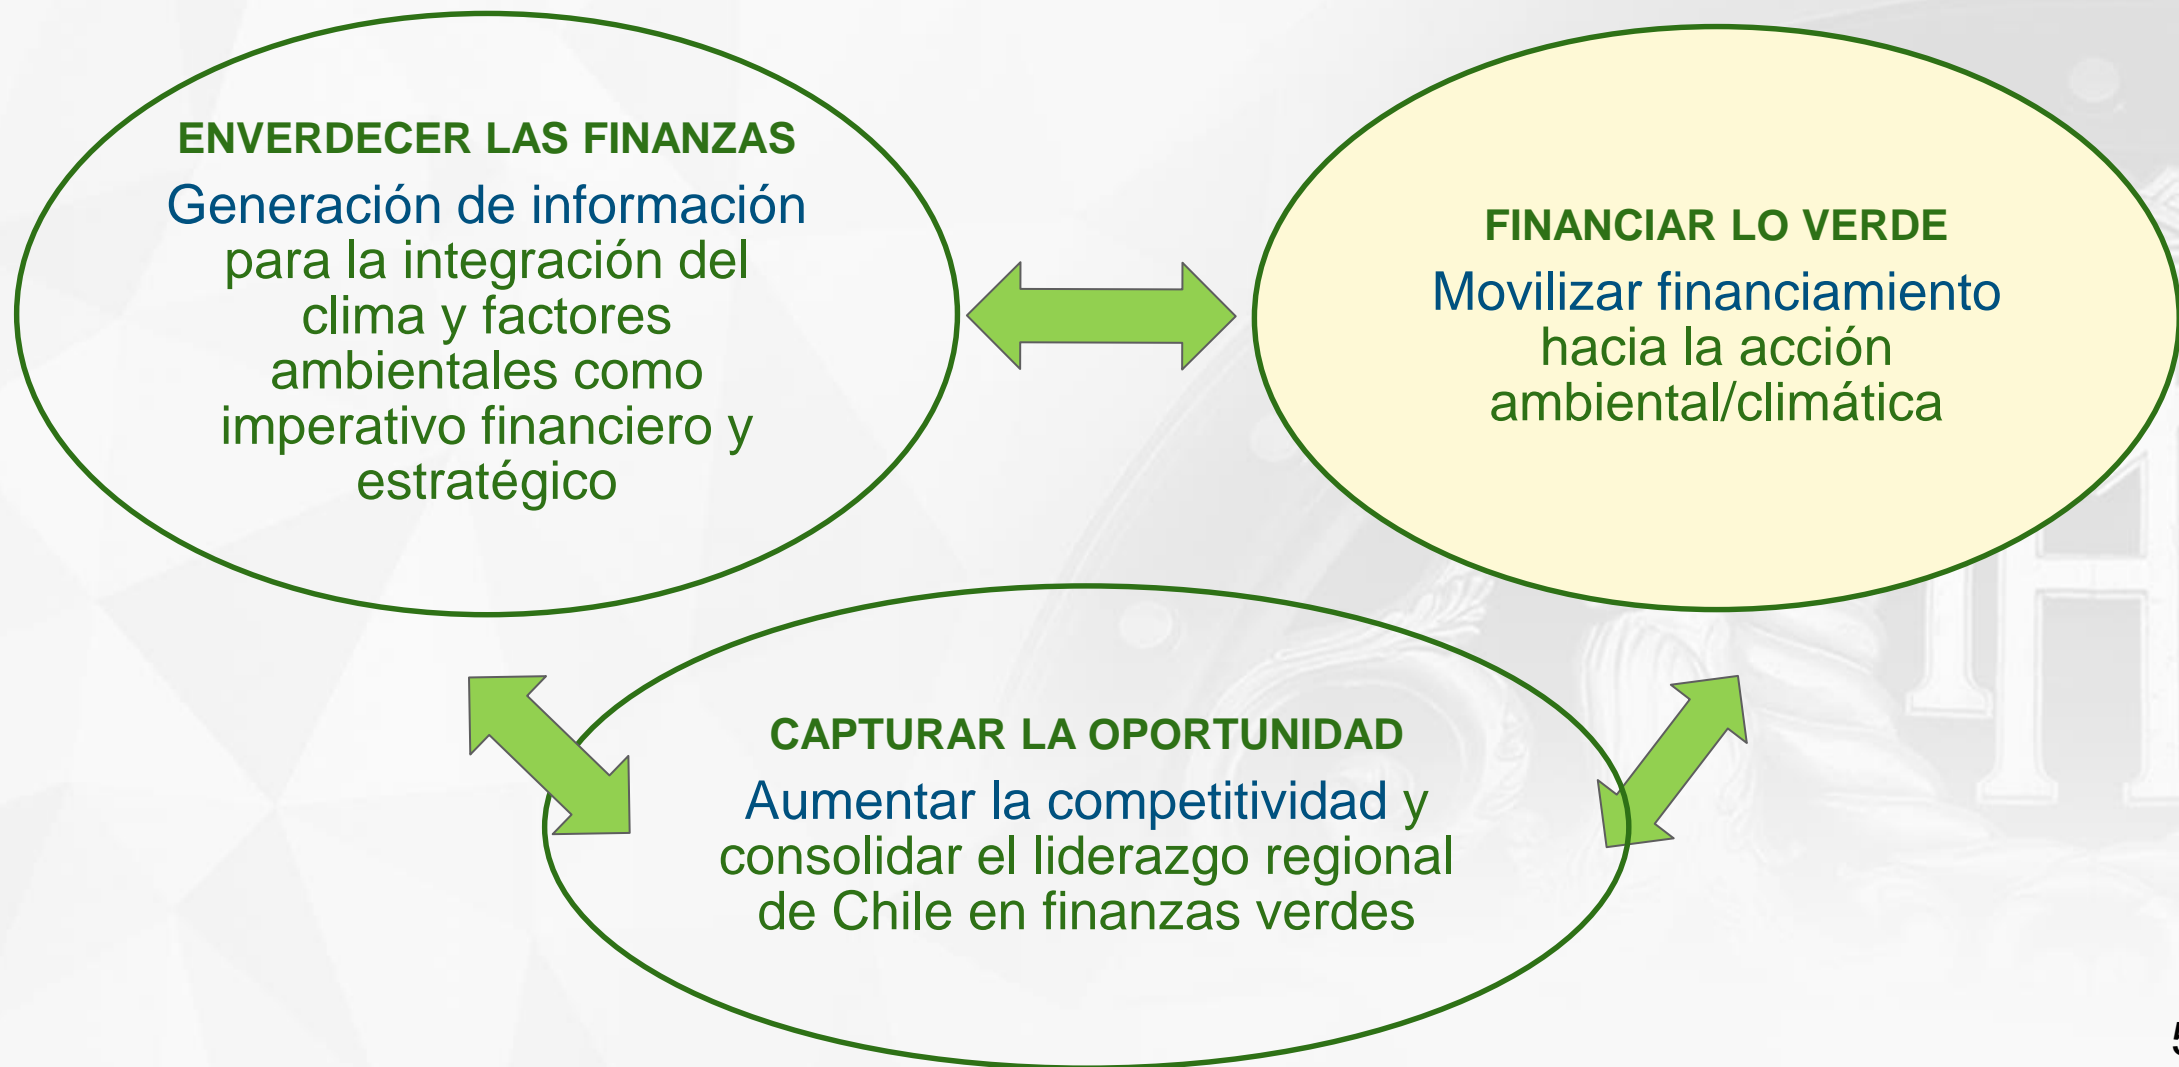 ENVERDECER LAS FINANZAS
Generación de información
para la integración del
clima y factores
ambientales como
imperativo financiero y
estratégico
FINANCIAR LO VERDE
Movilizar financiamiento
hacia la acción
ambiental/climática
CAPTURAR LA OPORTUNIDAD
Aumentar la competitividad y
consolidar el liderazgo regional
de Chile en finanzas verdes
5